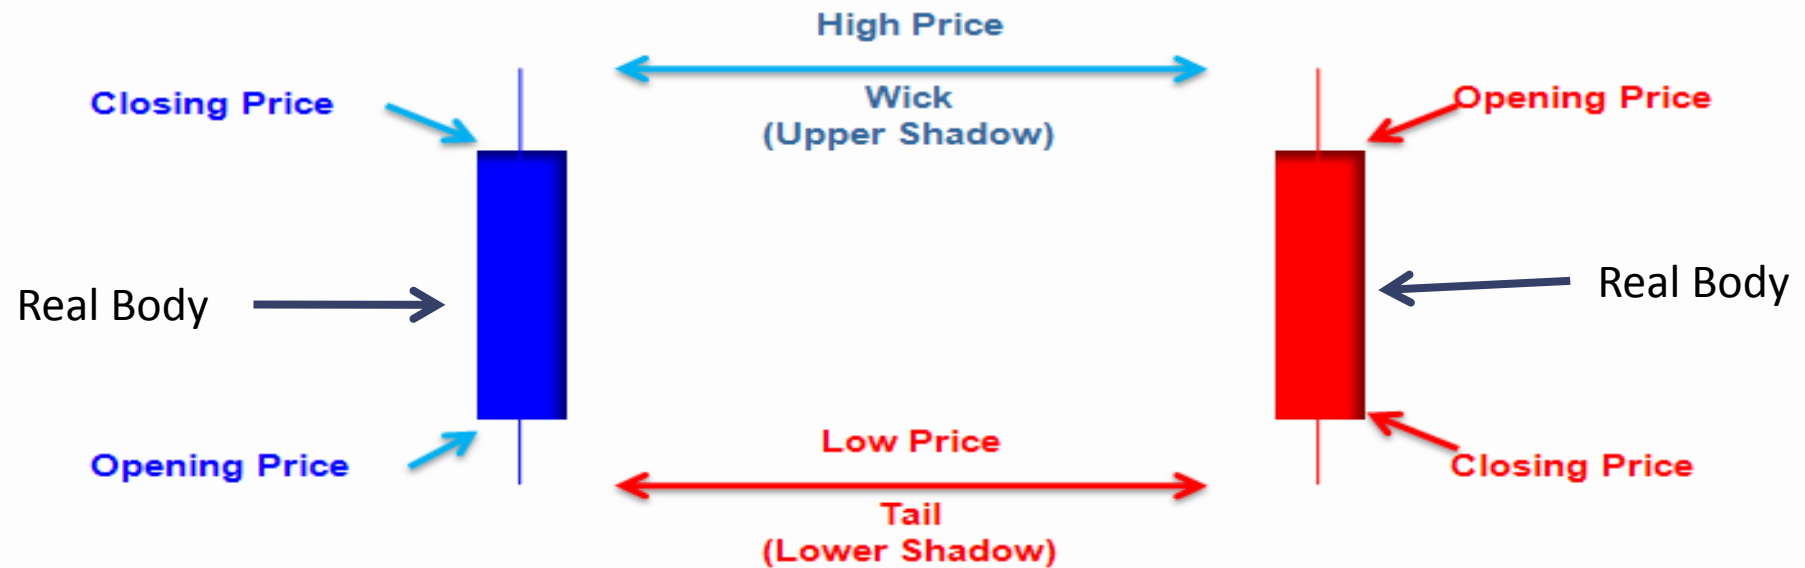 High Price
Closing Price
Wick
(Upper Shadow)
Opening Price
Real Body
Real Body
Low Price
Opening Price
Closing Price
Tail
(Lower Shadow)